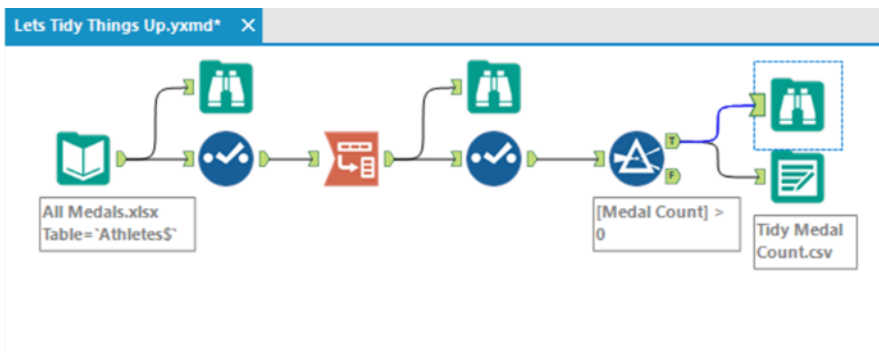 Lets Tidy Things Up.yxmd*
T
F
All Medals.xlsx
Table=`Athletes$`
[Medal Count] >
0
Tidy Medal
Count.csv